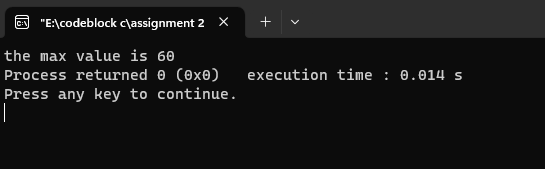 "E:\codeblock c\assignment 2
the max value is 60
Process returned 0 (0x0)   execution time : 0.014 s
Press any key to continue.